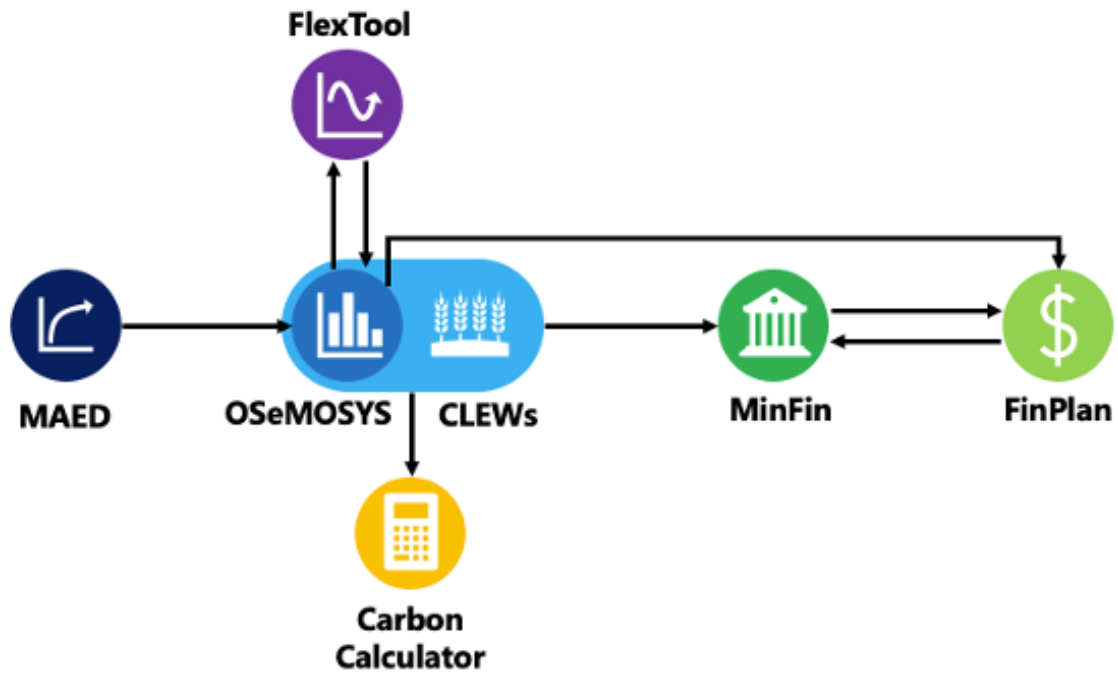 FlexTool
MAED
OSeMOSYS
CLEWs
MinFin
FinPlan
$
Carbon
Calculator